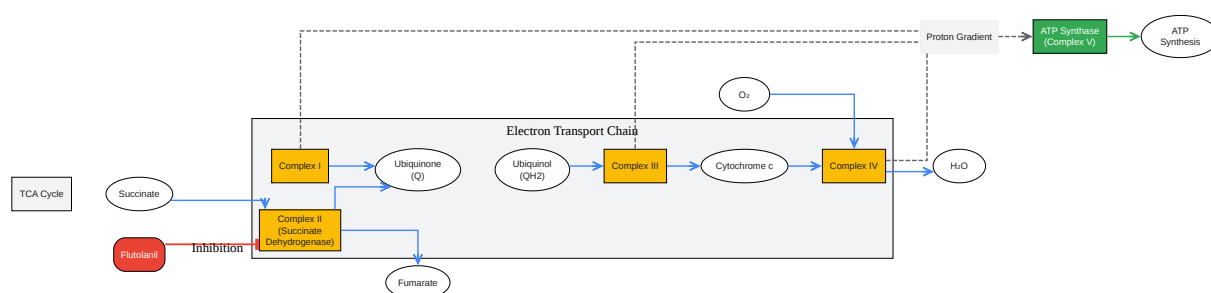 Proton Gradient
ATP Synthase
(Complex V)
ATP
Synthesis
O₂
Electron Transport Chain
Complex I
Ubiquinone
(Q)
Ubiquinol
(QH2)
Complex III
Cytochrome c
Complex IV
H₂O
TCA Cycle
Succinate
Complex II
(Succinate
Dehydrogenase)
Flutolanil
Inhibition
Fumarate